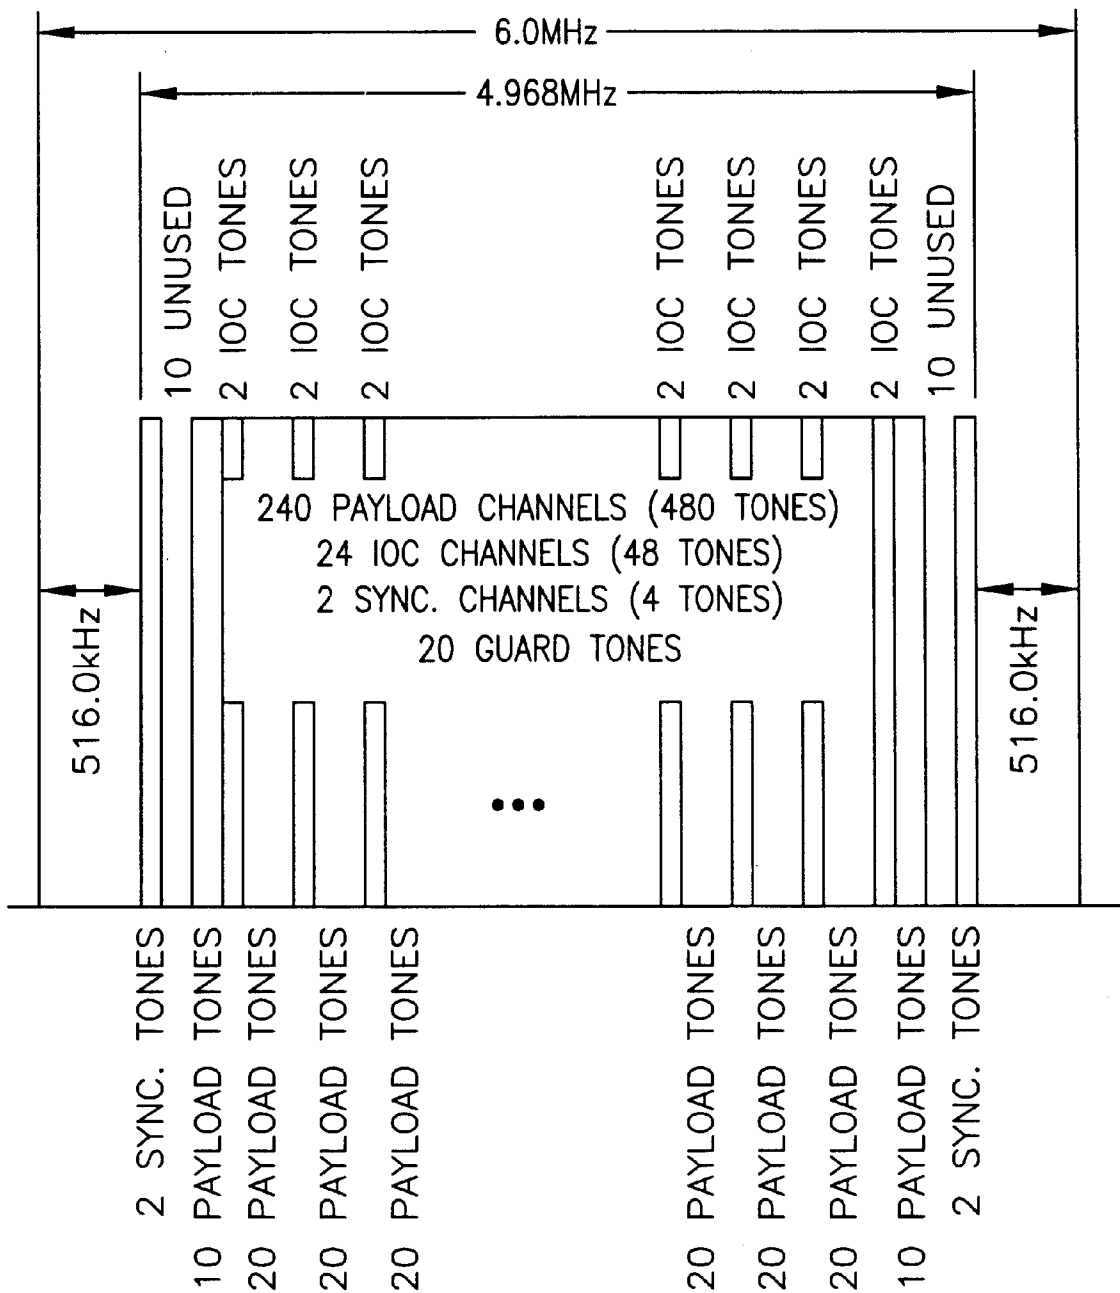 6.0MHz
4.968MHz
10 UNUSED
2 IOC TONES
2 IOC TONES
2 IOC TONES
2 IOC TONES
2 IOC TONES
2 IOC TONES
2 IOC TONES
10 UNUSED
240 PAYLOAD CHANNELS (480 TONES)
24 IOC CHANNELS (48 TONES)
2 SYNC. CHANNELS (4 TONES)
20 GUARD TONES
516.0kHz
516.0kHz
2 SYNC. TONES
10 PAYLOAD TONES
20 PAYLOAD TONES
20 PAYLOAD TONES
20 PAYLOAD TONES
20 PAYLOAD TONES
20 PAYLOAD TONES
20 PAYLOAD TONES
10 PAYLOAD TONES
2 SYNC. TONES